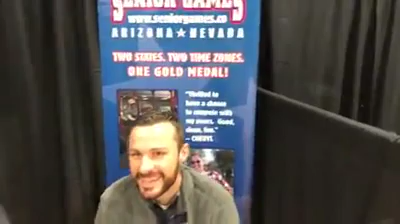 SENIOR GAMES
www.seniorgames.co
ARIZONA★NEVADA
TWO STATES. TWO TIME ZONES.
ONE GOLD MEDAL!
"Thrilled to
have a chance
to compete with
my peers. Good,
clean, fun."
— CHERYL